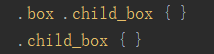 .box .child_box { }
.child_box { }